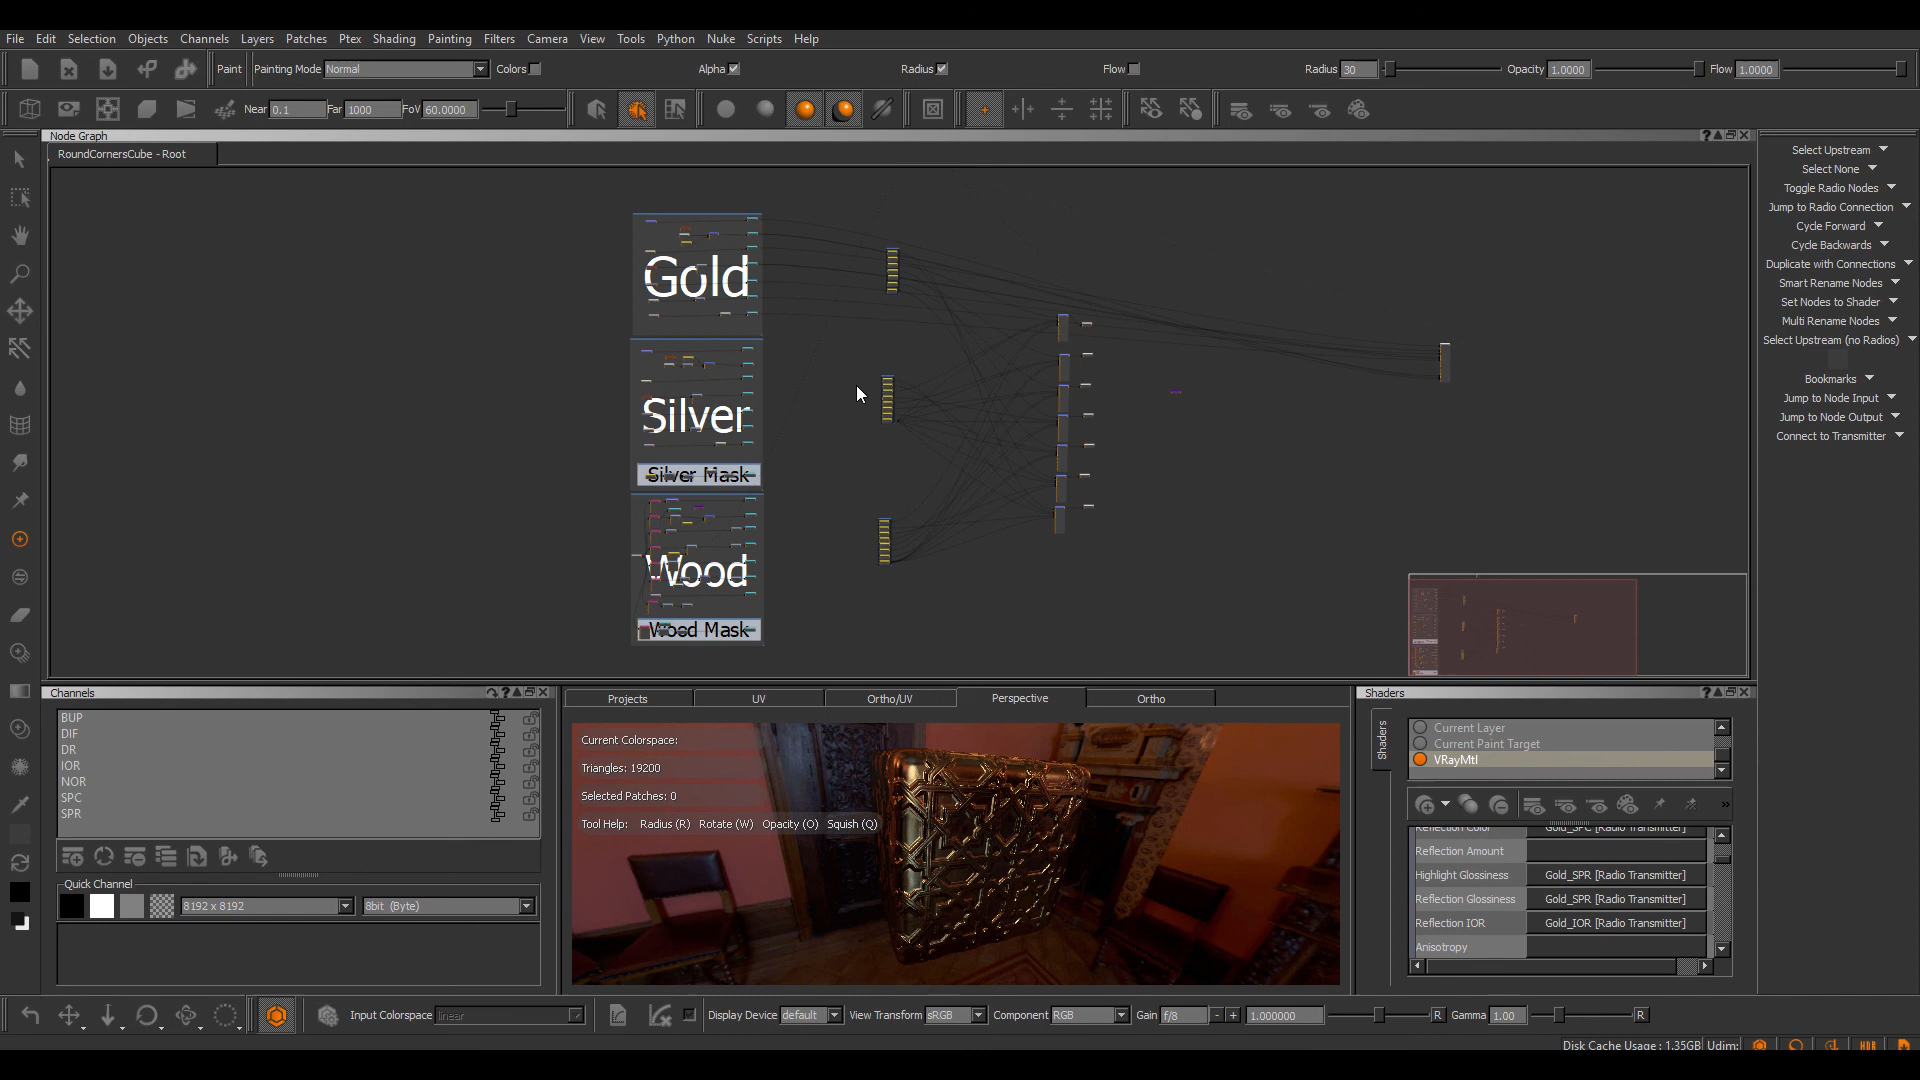 File Edit Selection Objects Channels Layers Patches Ptex Shading Painting Filters Camera View Tools Python Nuke Scripts Help
Paint Painting Mode Normal Colors Alpha Radius Flow Radius 30 Opacity 1.0000 Flow 1.0000
Near 0.1 Far 1000 FoV 60.0000
Node Graph
RoundCornersCube - Root
Gold
Silver
Silver Mask
Wood
Wood Mask
Select Upstream
Select None
Toggle Radio Nodes
Jump to Radio Connection
Cycle Forward
Cycle Backwards
Duplicate with Connections
Smart Rename Nodes
Set Nodes to Shader
Multi Rename Nodes
Select Upstream (no Radios)
Bookmarks
Jump to Node Input
Jump to Node Output
Connect to Transmitter
Channels
BUP
DIF
DR
IOR
NOR
SPC
SPR
Quick Channel
8192 x 8192 8bit (Byte)
Projects UV Ortho/UV Perspective Ortho
Current Colorspace:
Triangles: 19200
Selected Patches: 0
Tool Help: Radius (R) Rotate (W) Opacity (O) Squish (Q)
Shaders
Shaders
Current Layer
Current Paint Target
VRayMtl
Reflection Color Gold_SPC [Radio Transmitter]
Reflection Amount
Highlight Glossiness Gold_SPR [Radio Transmitter]
Reflection Glossiness Gold_SPR [Radio Transmitter]
Reflection IOR Gold_IOR [Radio Transmitter]
Anisotropy
Input Colorspace linear Display Device default View Transform sRGB Component RGB Gain f/8 - + 1.000000 R Gamma 1.00 R
Disk Cache Usage : 1.35GB Udim:
HDR